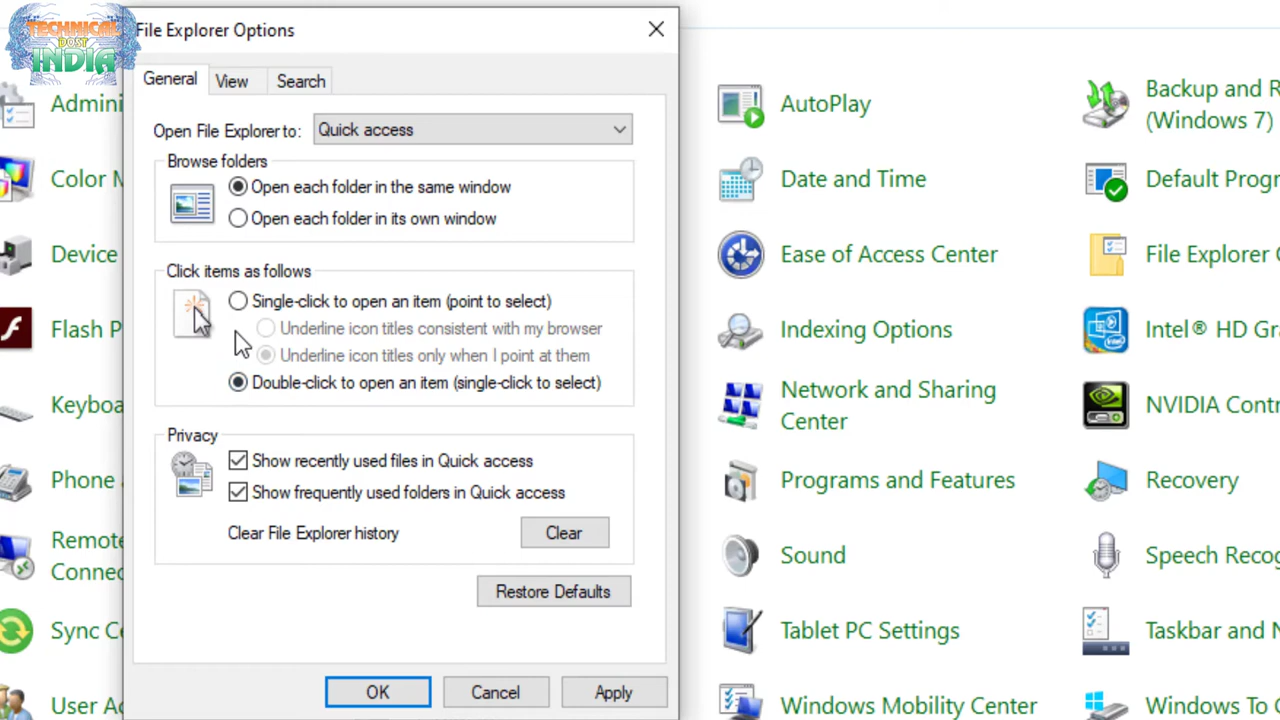 TECHNICAL
DOST
INDIA
File Explorer Options
General
View
Search
Open File Explorer to:
Quick access
Browse folders
Open each folder in the same window
Open each folder in its own window
Click items as follows
Single-click to open an item (point to select)
Underline icon titles consistent with my browser
Underline icon titles only when I point at them
Double-click to open an item (single-click to select)
Privacy
Show recently used files in Quick access
Show frequently used folders in Quick access
Clear File Explorer history
Clear
Restore Defaults
OK
Cancel
Apply
Admini
Color M
Device
Flash P
Keyboa
Phone
Remote
Connec
Sync Ce
User Ac
AutoPlay
Date and Time
Ease of Access Center
Indexing Options
Network and Sharing
Center
Programs and Features
Sound
Tablet PC Settings
Windows Mobility Center
Backup and R
(Windows 7)
Default Progr
File Explorer
Intel® HD Gra
NVIDIA Contr
Recovery
Speech Recog
Taskbar and N
Windows To G